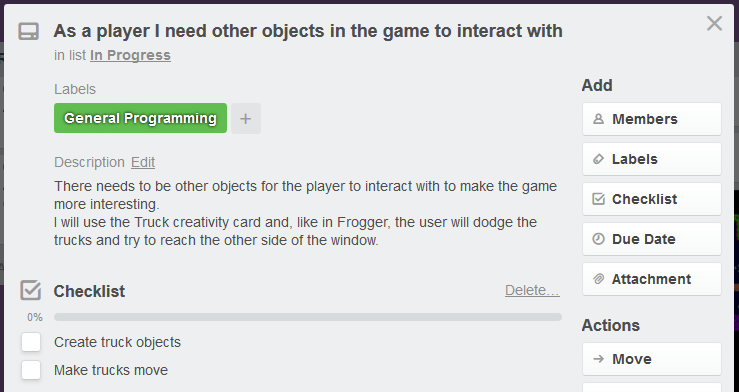 As a player I need other objects in the game to interact with
in list In Progress
Labels
General Programming +
Description Edit
There needs to be other objects for the player to interact with to make the game
more interesting.
I will use the Truck creativity card and, like in Frogger, the user will dodge the
trucks and try to reach the other side of the window.
Checklist Delete...
0%
Create truck objects
Make trucks move
Add
Members
Labels
Checklist
Due Date
Attachment
Actions
Move